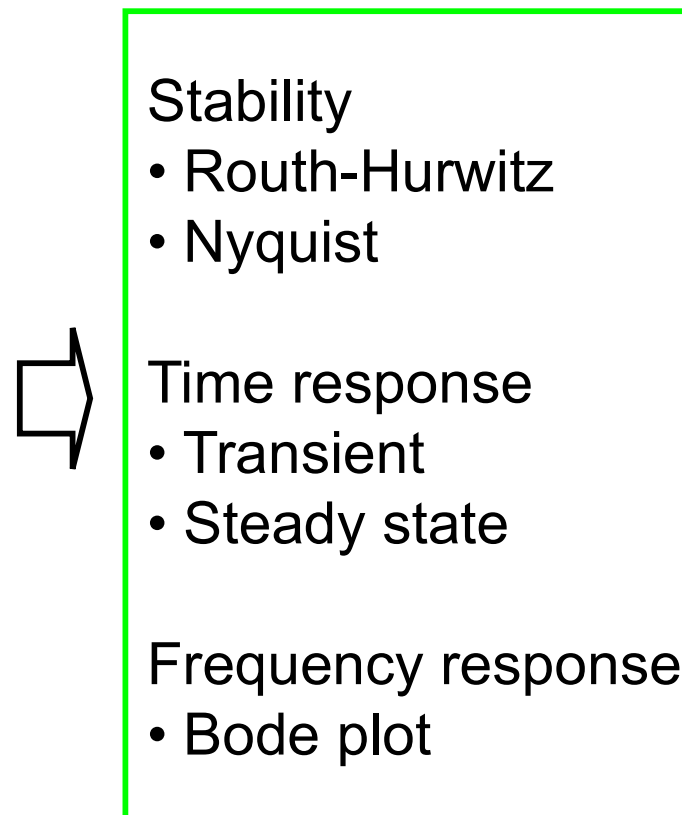 Stability
• Routh-Hurwitz
• Nyquist
Time response
• Transient
• Steady state
Frequency response
• Bode plot